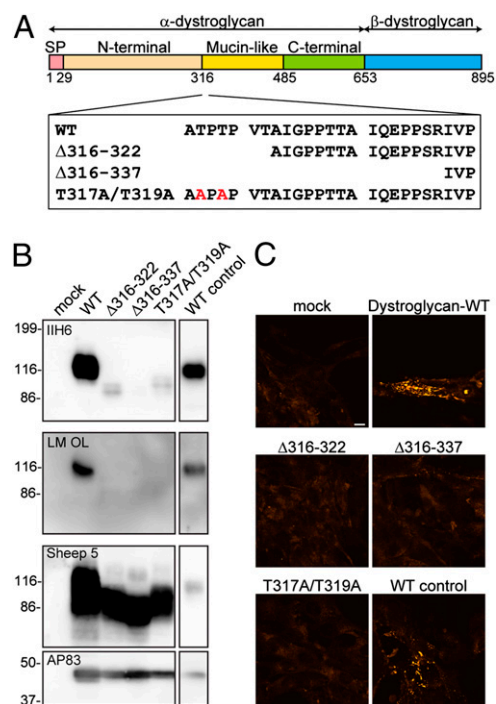 A
α-dystroglycan β-dystroglycan
SP N-terminal Mucin-like C-terminal
1 29 316 485 653 895
WT ATPTP VTAIGPPTTA IQEPPSRIVP
Δ316-322 AIGPPTTA IQEPPSRIVP
Δ316-337 IVP
T317A/T319A AAPAP VTAIGPPTTA IQEPPSRIVP
B
mock WT Δ316-322 Δ316-337 T317A/T319A WT control
199-
IIH6
116-
86-
LM OL
116-
86-
Sheep 5
116-
86-
50-
AP83
37-
C
mock Dystroglycan-WT
Δ316-322 Δ316-337
T317A/T319A WT control